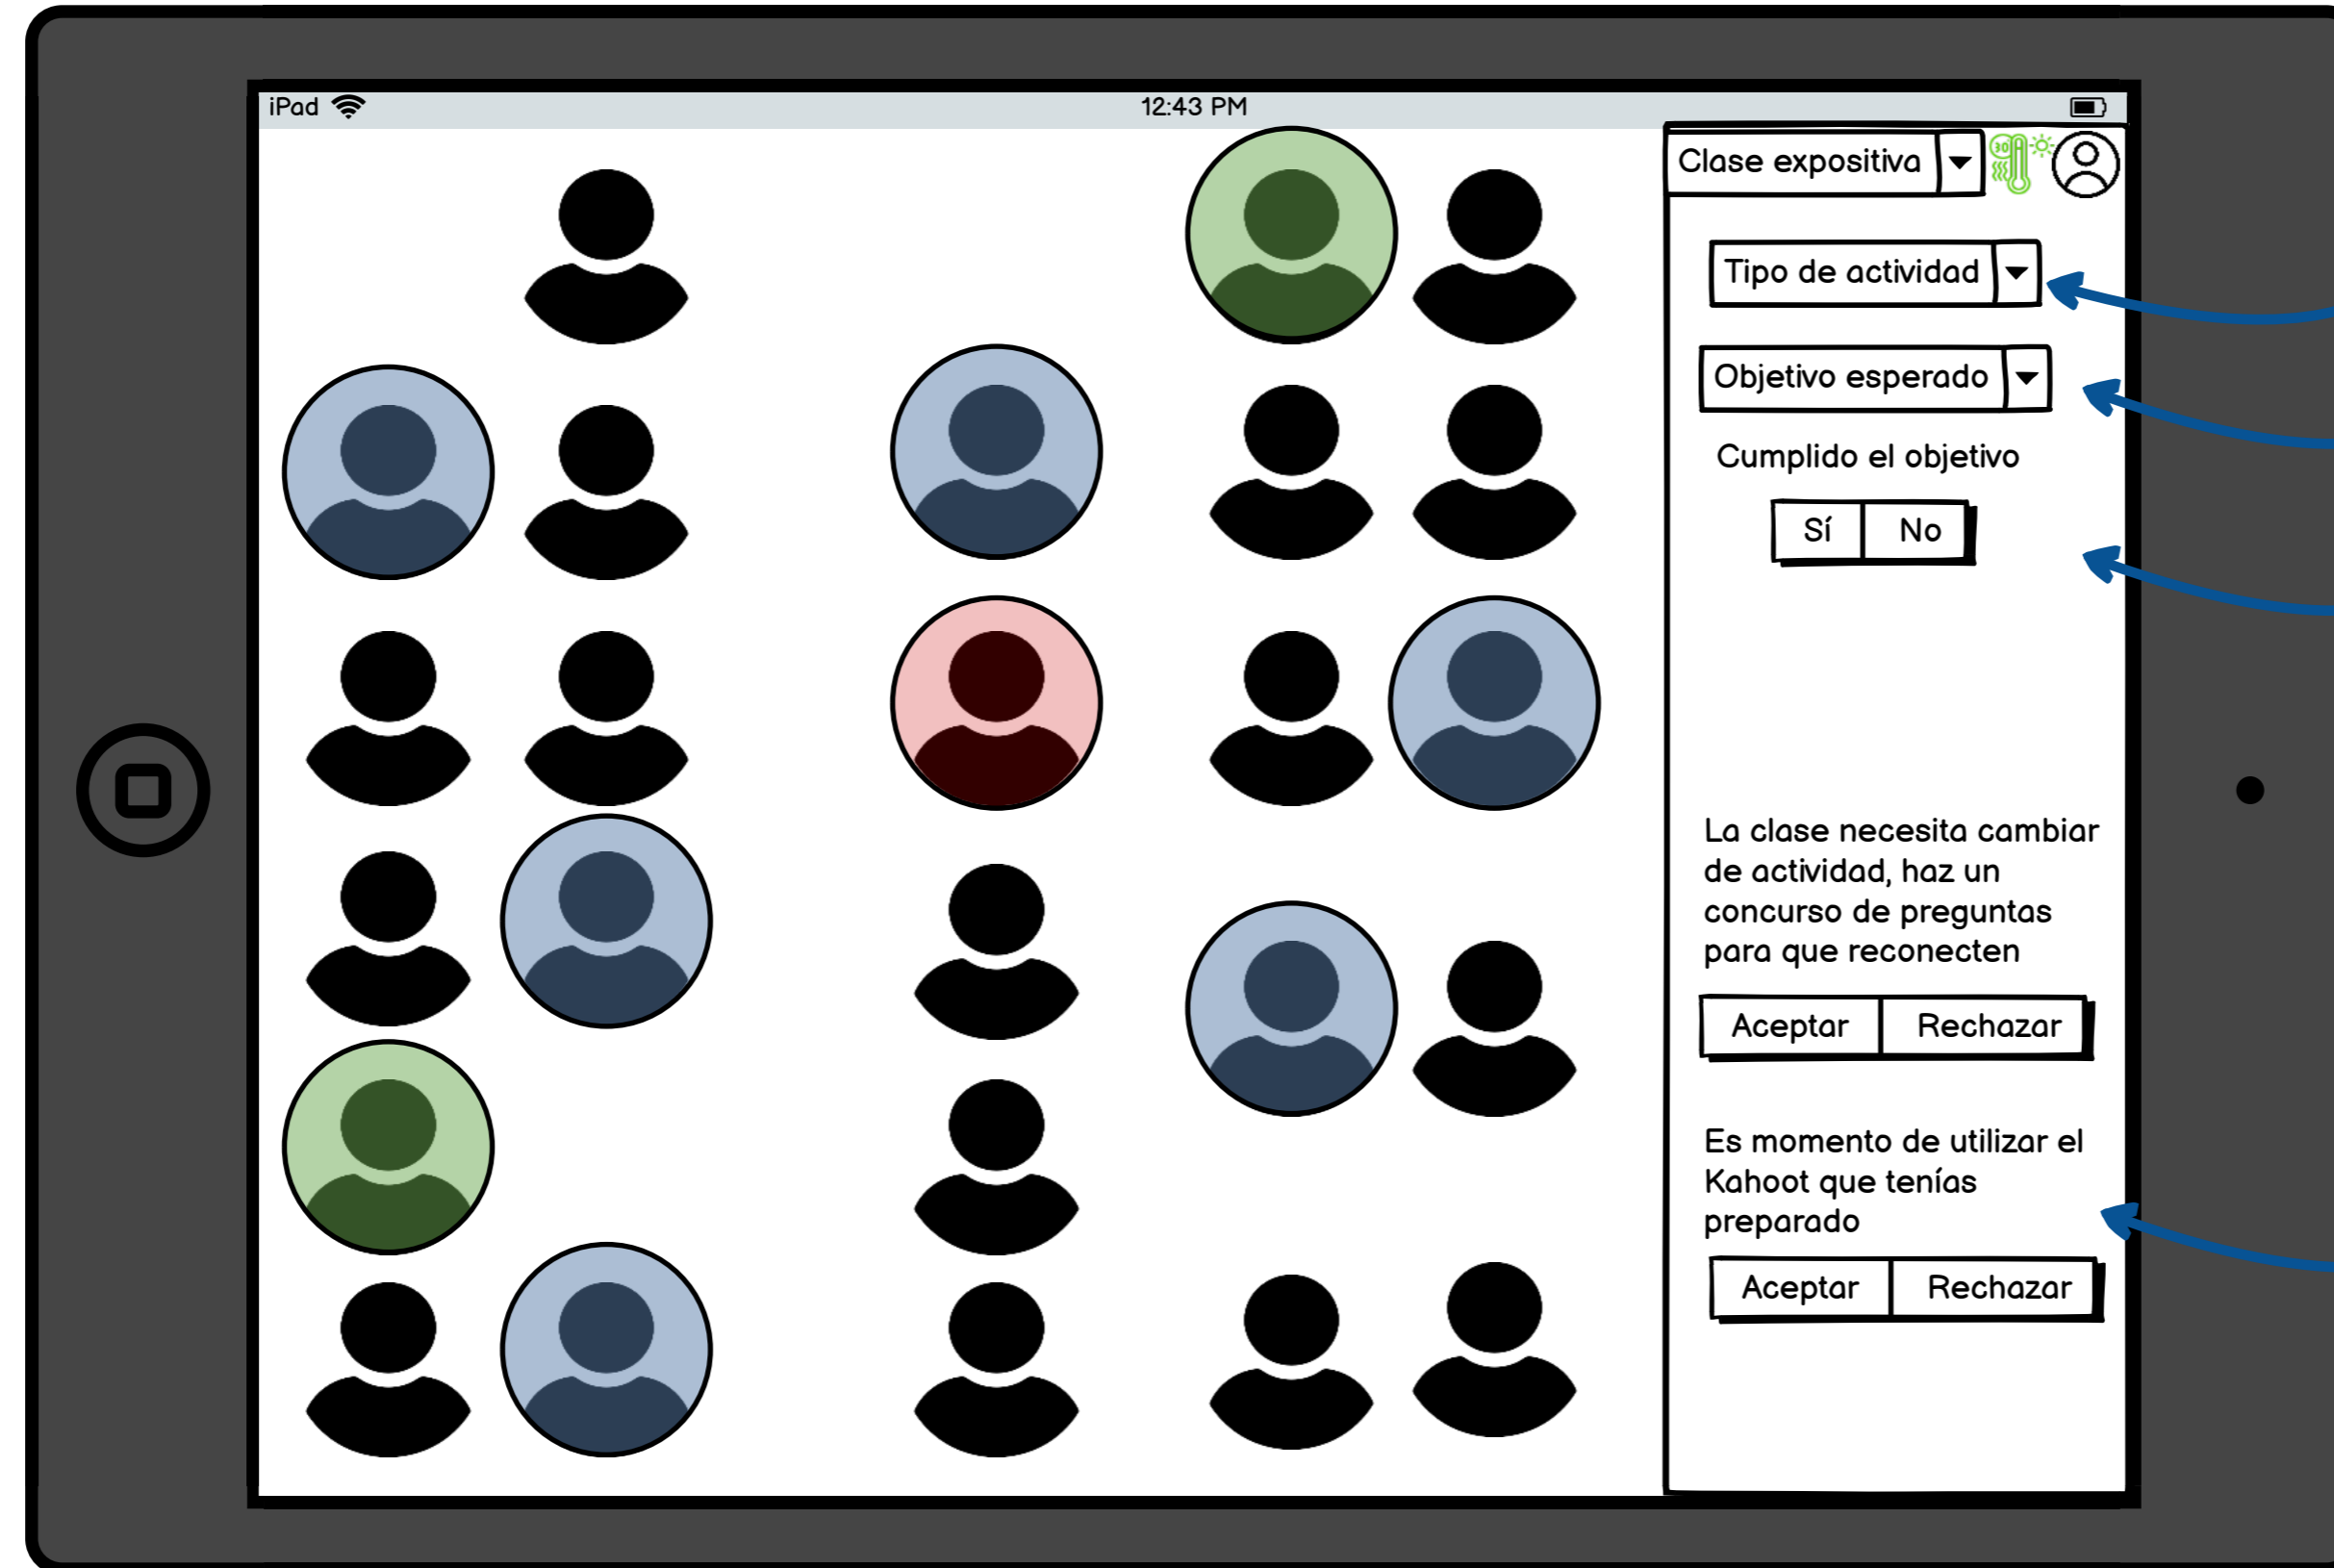 iPad
12:43 PM
Clase expositiva
30
Tipo de actividad
Objetivo esperado
Cumplido el objetivo
Sí No
La clase necesita cambiar
de actividad, haz un
concurso de preguntas
para que reconecten
Aceptar Rechazar
Es momento de utilizar el
Kahoot que tenías
preparado
Aceptar Rechazar